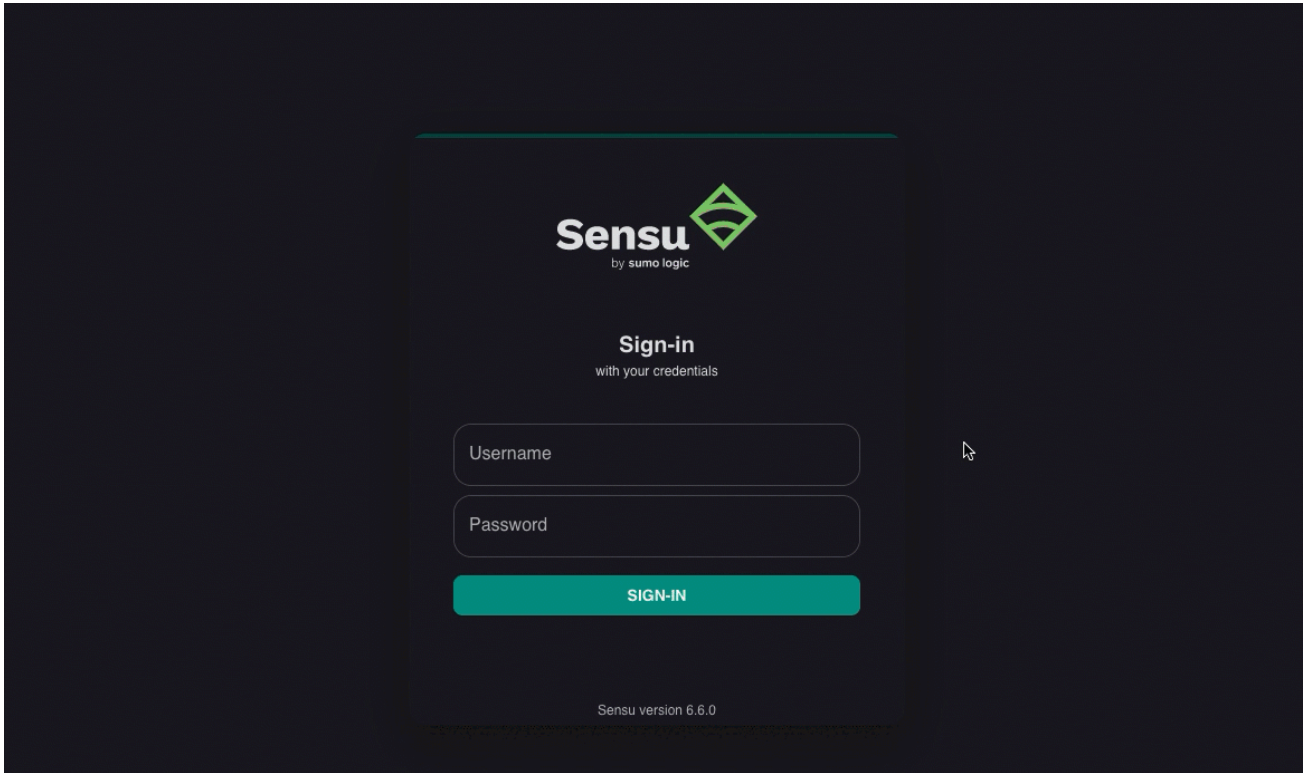 Sensu
by sumo logic
Sign-in
with your credentials
Username
Password
SIGN-IN
Sensu version 6.6.0